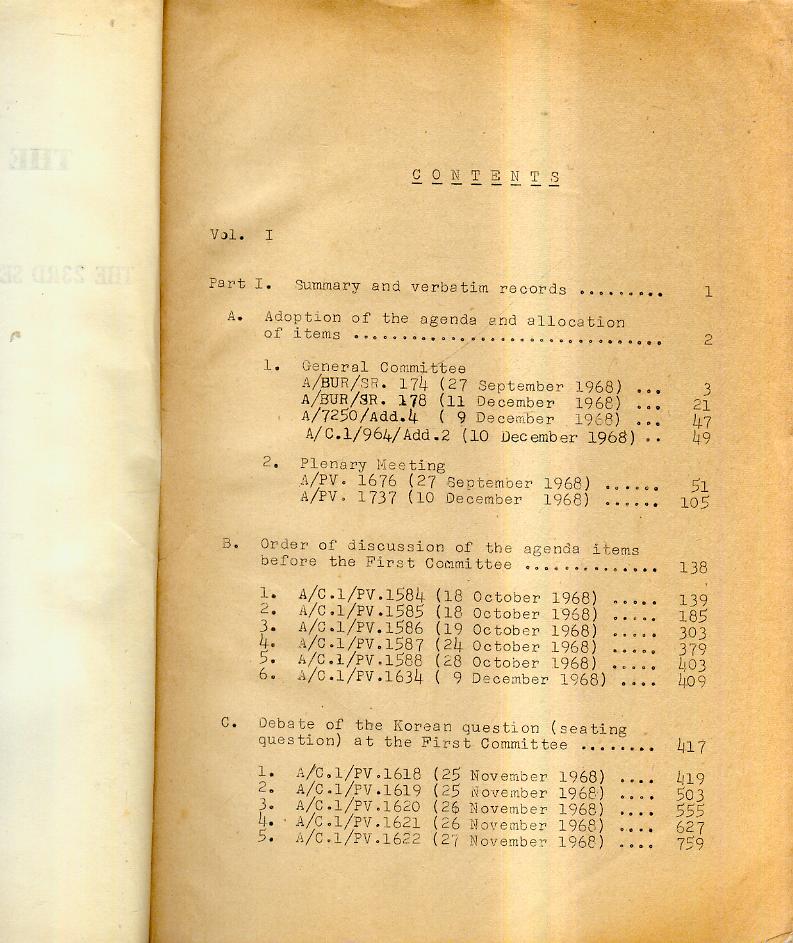 THE
THE 23RD SE
C O N T E N T S
Vol. I
Part I. Summary and verbatim records ......... 1
A. Adoption of the agenda and allocation
of items ................................. 2
1. General Committee
A/BUR/SR. 174 (27 September 1968) ... 3
A/BUR/SR. 178 (11 December 1968) ... 21
A/7250/Add.4 ( 9 December 1968) ... 47
A/C.1/964/Add.2 (10 December 1968) .. 49
2. Plenary Meeting
A/PV. 1676 (27 September 1968) ...... 51
A/PV. 1737 (10 December 1968) ...... 105
B. Order of discussion of the agenda items
before the First Committee .............. 138
1. A/C.1/PV.1584 (18 October 1968) ..... 139
2. A/C.1/PV.1585 (18 October 1968) ..... 185
3. A/C.1/PV.1586 (19 October 1968) ..... 303
4. A/C.1/PV.1587 (24 October 1968) ..... 379
5. A/C.1/PV.1588 (28 October 1968) ..... 403
6. A/C.1/PV.1634 ( 9 December 1968) .... 409
C. Debate of the Korean question (seating
question) at the First Committee ........ 417
1. A/C.1/PV.1618 (25 November 1968) .... 419
2. A/C.1/PV.1619 (25 November 1968) .... 503
3. A/C.1/PV.1620 (26 November 1968) .... 555
4. A/C.1/PV.1621 (26 November 1968) .... 627
5. A/C.1/PV.1622 (27 November 1968) .... 759